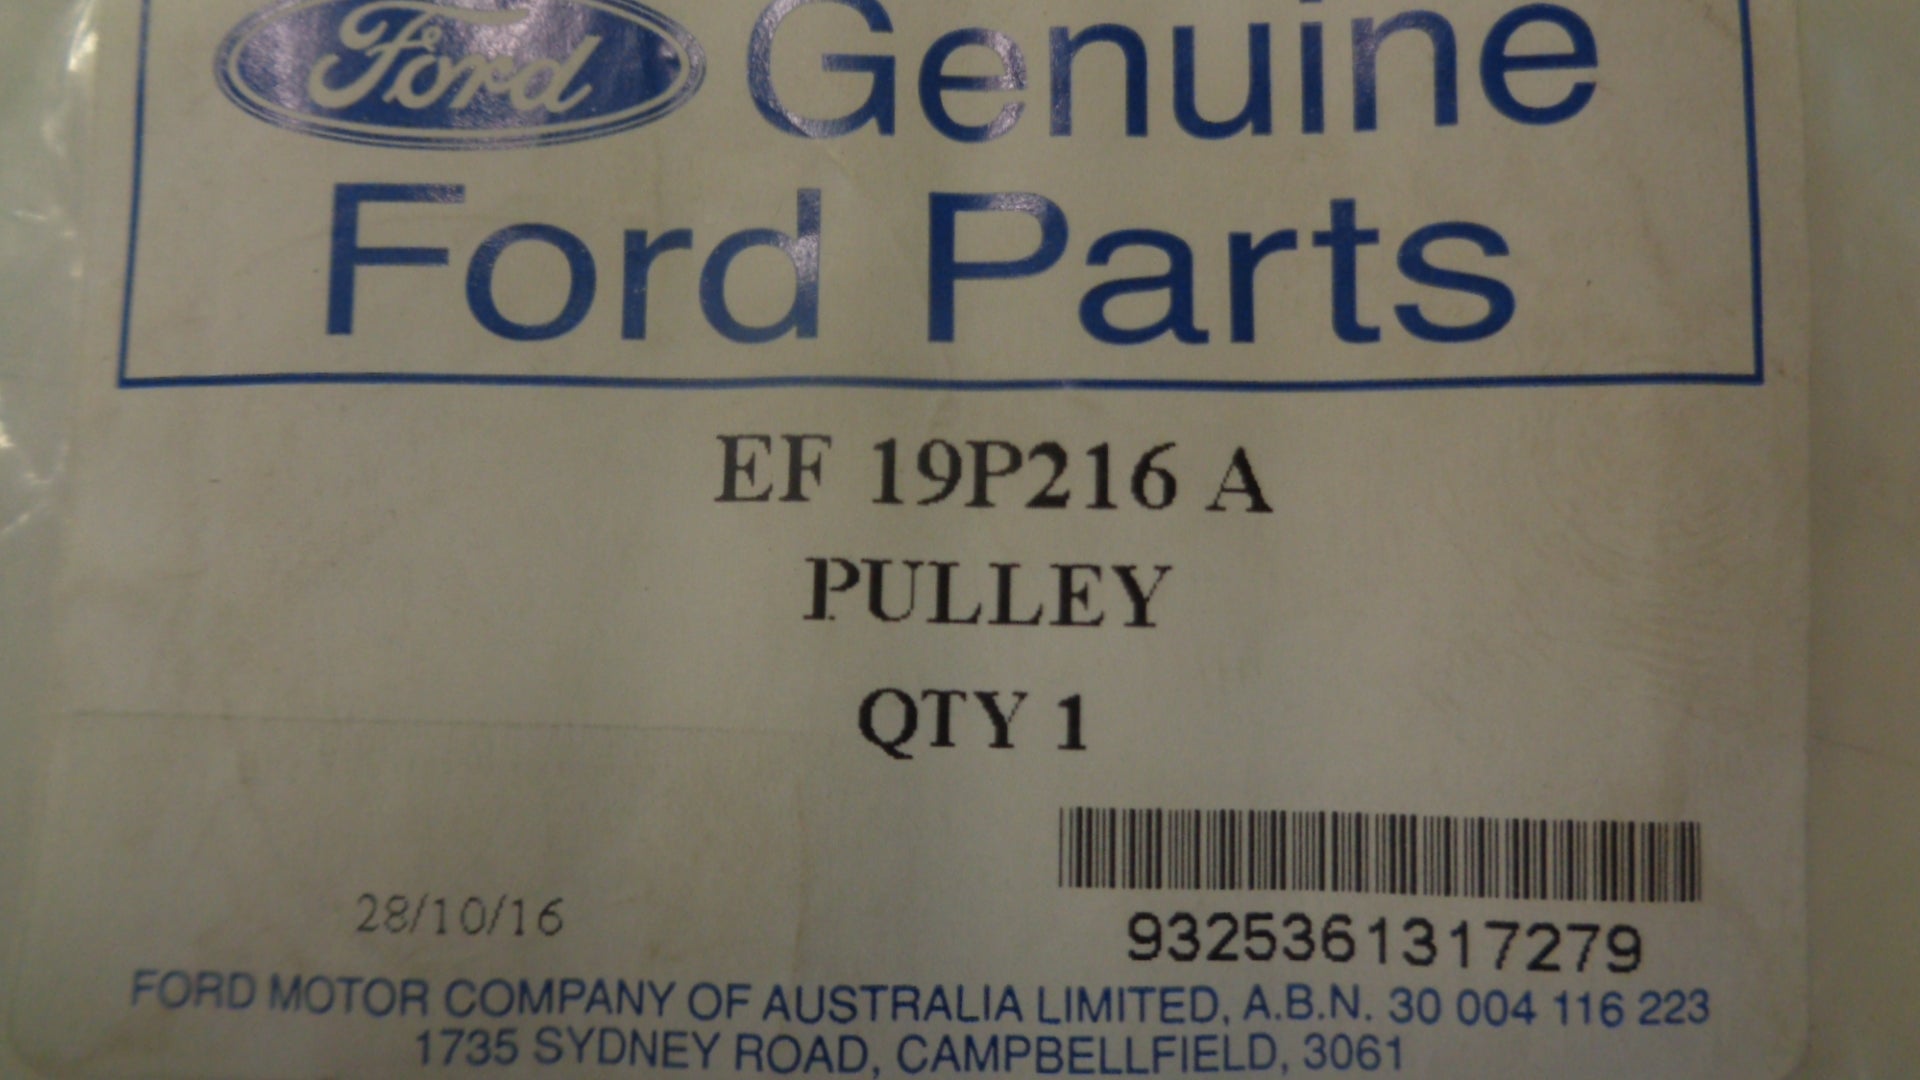 Ford Genuine
Ford Parts
EF 19P216 A
PULLEY
QTY 1
28/10/16
9325361317279
FORD MOTOR COMPANY OF AUSTRALIA LIMITED, A.B.N. 30 004 116 223
1735 SYDNEY ROAD, CAMPBELLFIELD, 3061